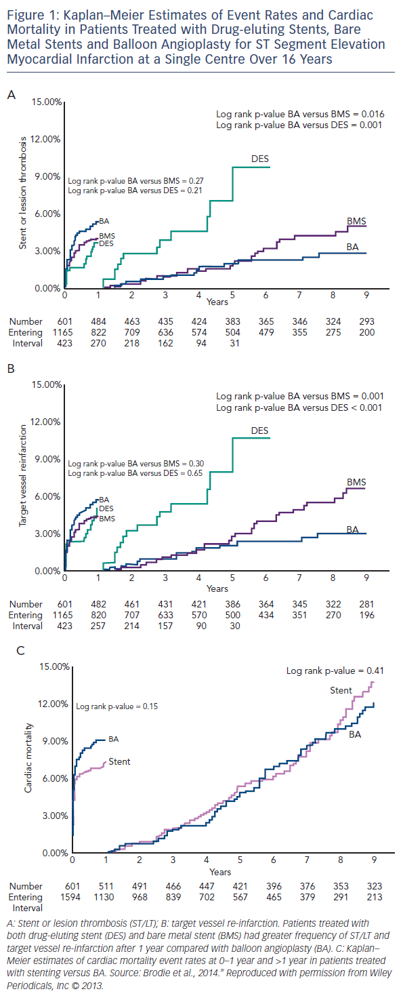 Figure 1: Kaplan–Meier Estimates of Event Rates and Cardiac
Mortality in Patients Treated with Drug-eluting Stents, Bare
Metal Stents and Balloon Angioplasty for ST Segment Elevation
Myocardial Infarction at a Single Centre Over 16 Years
A
15.00%
Log rank p-value BA versus BMS = 0.016
Log rank p-value BA versus DES = 0.001
12.00%
DES
9.00%
Log rank p-value BA versus BMS = 0.27
Log rank p-value BA versus DES = 0.21
Stent or lession thrombosis
6.00%
BA
BMS
BMS
DES
BA
3.00%
0.00%
0 1 2 3 4 5 6 7 8 9
Years
Number 601 484 463 435 424 383 365 346 324 293
Entering 1165 822 709 636 574 504 479 355 275 200
Interval 423 270 218 162 94 31
B
15.00%
Log rank p-value BA versus BMS = 0.001
Log rank p-value BA versus DES < 0.001
12.00%
DES
9.00%
Log rank p-value BA versus BMS = 0.30
Log rank p-value BA versus DES = 0.65
Target vessel reinfarction
BMS
6.00%
BA
DES
BMS
BA
3.00%
0.00%
0 1 2 3 4 5 6 7 8 9
Years
Number 601 482 461 431 421 386 364 345 322 281
Entering 1165 820 707 633 570 500 434 351 270 196
Interval 423 257 214 157 90 30
C
15.00%
Log rank p-value = 0.41
Stent
12.00%
Log rank p-value = 0.15
9.00%
BA
BA
Cardiac mortality
Stent
6.00%
3.00%
0.00%
0 1 2 3 4 5 6 7 8 9
Years
Number 601 511 491 466 447 421 396 376 353 323
Entering 1594 1130 968 839 702 567 465 379 291 213
Interval
A: Stent or lesion thrombosis (ST/LT); B: target vessel re-infarction. Patients treated with
both drug-eluting stent (DES) and bare metal stent (BMS) had greater frequency of ST/LT and
target vessel re-infarction after 1 year compared with balloon angioplasty (BA). C: Kaplan–
Meier estimates of cardiac mortality event rates at 0–1 year and >1 year in patients treated
with stenting versus BA. Source: Brodie et al., 2014. Reproduced with permission from Wiley
Periodicals, Inc © 2013.